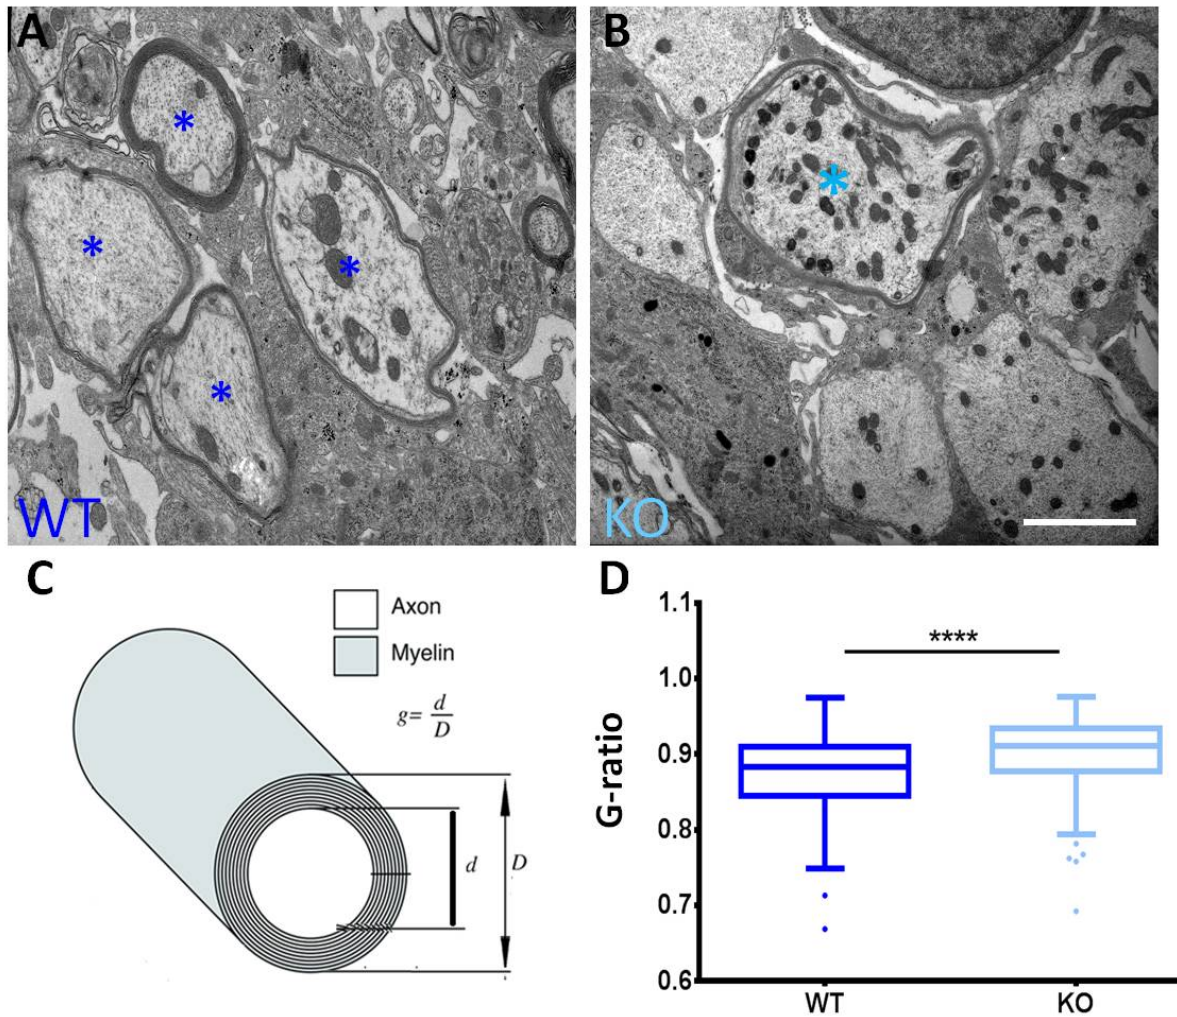 A
*
*
*
*
WT
B
*
KO
C
Axon
Myelin
g= d/D
d
D
D
G-ratio
1.1
1.0
0.9
0.8
0.7
0.6
****
WT
KO